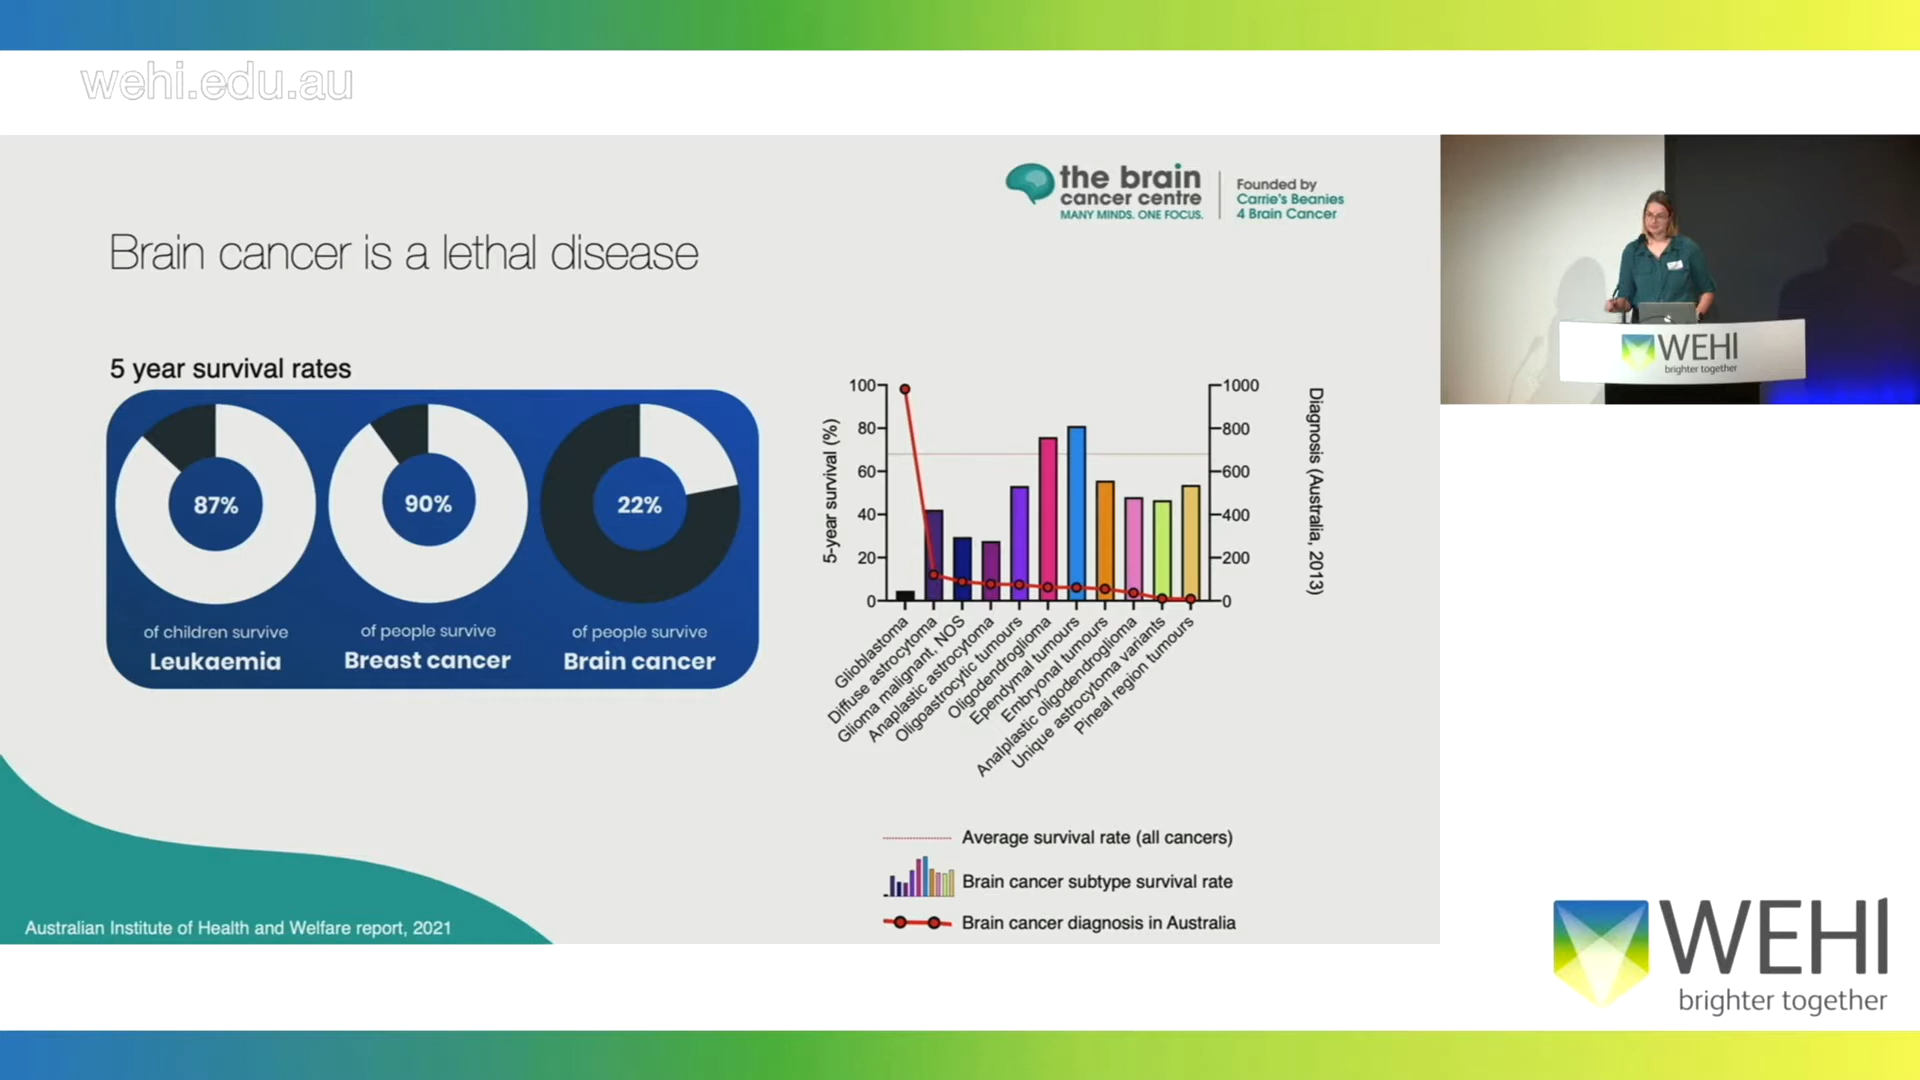 wehi.edu.au
the brain
cancer centre
MANY MINDS. ONE FOCUS.
Founded by
Carrie's Beanies
4 Brain Cancer
Brain cancer is a lethal disease
5 year survival rates
87%
of children survive
Leukaemia
90%
of people survive
Breast cancer
22%
of people survive
Brain cancer
5-year survival (%)
100
80
60
40
20
0
1000
800
600
400
200
0
Diagnosis (Australia, 2013)
Glioblastoma
Diffuse astrocytoma
Glioma malignant, NOS
Anaplastic astrocytoma
Oligoastrocytic tumours
Oligodendroglioma
Ependymal tumours
Embryonal tumours
Analplastic oligodendroglioma
Unique astrocytoma variants
Pineal region tumours
Average survival rate (all cancers)
Brain cancer subtype survival rate
Brain cancer diagnosis in Australia
Australian Institute of Health and Welfare report, 2021
WEHI
brighter together
WEHI
brighter together